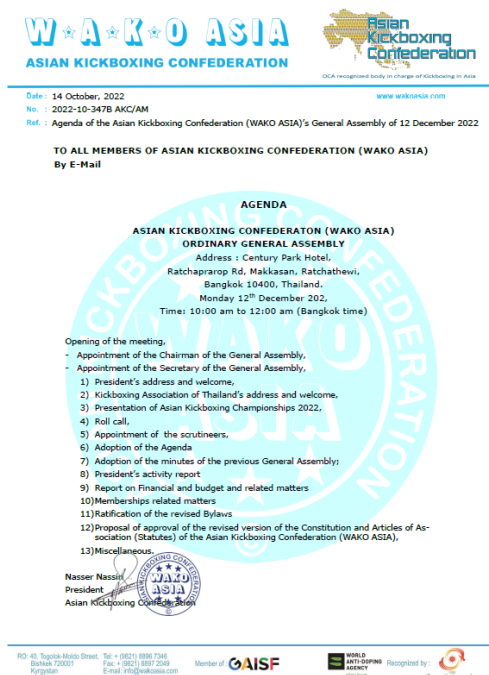 W★A★K★O ASIA
ASIAN KICKBOXING CONFEDERATION
Asian
Kickboxing
Confederation
OCA recognized body in charge of Kickboxing in Asia
Date : 14 October, 2022
www.wakoasia.com
No. : 2022-10-347B AKC/AM
Ref. : Agenda of the Asian Kickboxing Confederation (WAKO ASIA)'s General Assembly of 12 December 2022
TO ALL MEMBERS OF ASIAN KICKBOXING CONFEDERATION (WAKO ASIA)
By E-Mail
AGENDA
ASIAN KICKBOXING CONFEDERATON (WAKO ASIA)
ORDINARY GENERAL ASSEMBLY
Address : Century Park Hotel,
Ratchaprarop Rd, Makkasan, Ratchathewi,
Bangkok 10400, Thailand.
Monday 12th December 202,
Time: 10:00 am to 12:00 am (Bangkok time)
Opening of the meeting,
- Appointment of the Chairman of the General Assembly,
- Appointment of the Secretary of the General Assembly,
1) President's address and welcome,
2) Kickboxing Association of Thailand's address and welcome,
3) Presentation of Asian Kickboxing Championships 2022,
4) Roll call,
5) Appointment of the scrutineers,
6) Adoption of the Agenda
7) Adoption of the minutes of the previous General Assembly;
8) President's activity report
9) Report on Financial and budget and related matters
10)Memberships related matters
11)Ratification of the revised Bylaws
12)Proposal of approval of the revised version of the Constitution and Articles of As-
sociation (Statutes) of the Asian Kickboxing Confederation (WAKO ASIA),
13)Miscellaneous.
Nasser Nassiri
President
Asian Kickboxing Confederation
WAKO
ASIA
RO: 40, Togolok-Moldo Street,
Bishkek 720001
Kyrgystan
Tel: + (9821) 8896 7346
Fax: + (9821) 8897 2049
E-mail: info@wakoasia.com
Member of : GAISF
WORLD
ANTI-DOPING
AGENCY
Recognized by :